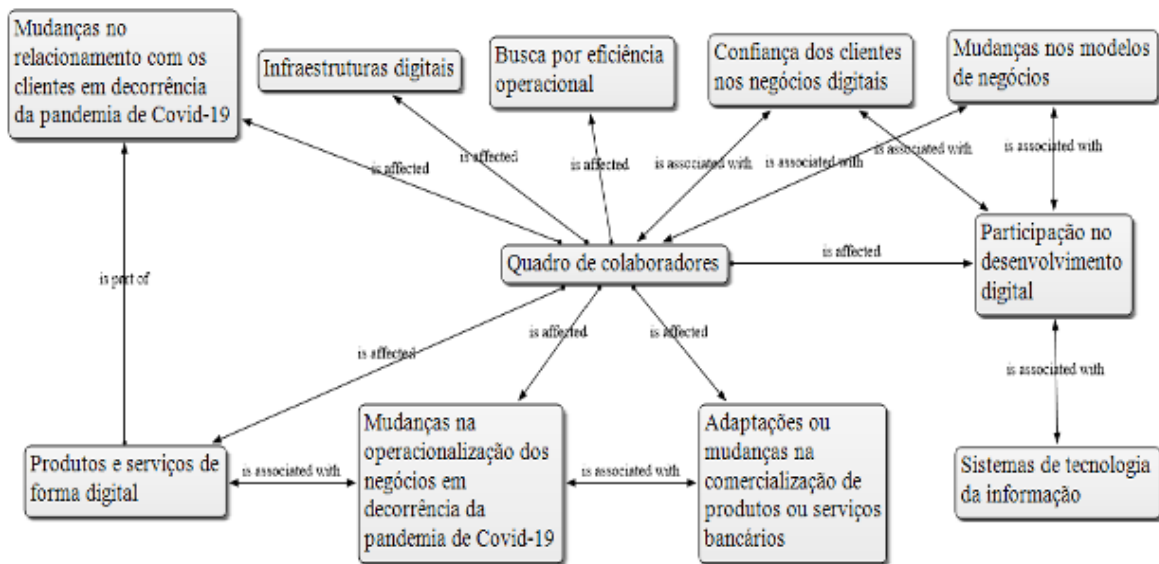 Mudanças no
relacionamento com os
clientes em decorrência
da pandemia de Covid-19
Infraestruturas digitais
Busca por eficiência
operacional
Confiança dos clientes
nos negócios digitais
Mudanças nos modelos
de negócios
is affected
is affected
is affected
is associated with
is associated with
is associated with
is associated with
Quadro de colaboradores
is affected
Participação no
desenvolvimento
digital
is part of
is affected
is affected
is affected
is associated with
Produtos e serviços de
forma digital
is associated with
Mudanças na
operacionalização dos
negócios em
decorrência da
pandemia de Covid-19
is associated with
Adaptações ou
mudanças na
comercialização de
produtos ou serviços
bancários
Sistemas de tecnologia
da informação